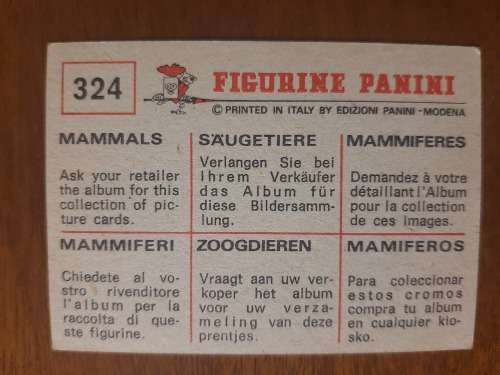 324
FIGURINE PANINI
© PRINTED IN ITALY BY EDIZIONI PANINI - MODENA
MAMMALS
Ask your retailer
the album for this
collection of pic-
ture cards.
SÄUGETIERE
Verlangen Sie bei
Ihrem Verkäufer
das Album für
diese Bildersamm-
lung.
MAMMIFERES
Demandez à votre
détaillant l'Album
pour la collection
de ces images.
MAMMIFERI
Chiedete al vo-
stro rivenditore
l'album per la
raccolta di que-
ste figurine.
ZOOGDIEREN
Vraagt aan uw ver-
koper het album
voor uw verza-
meling van deze
prentjes.
MAMIFEROS
Para coleccionar
estos cromos
compra tu album
en cualquier kio-
sko.